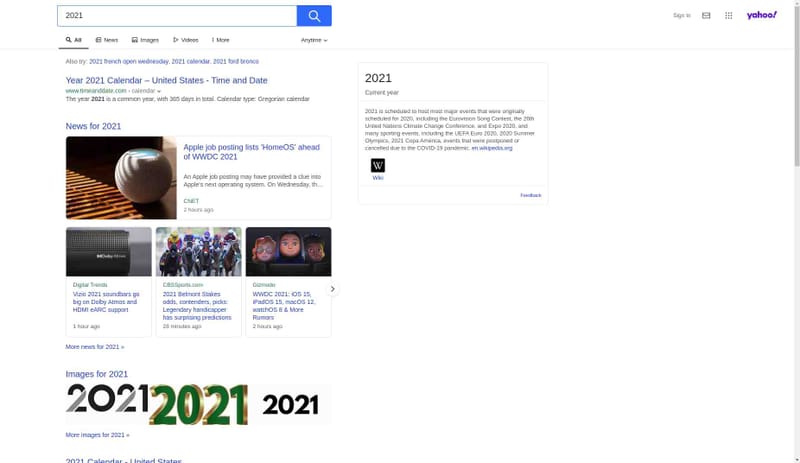 2021
Sign in
yahoo!
All
News
Images
Videos
More
Anytime
Also try: 2021 french open wednesday, 2021 calendar, 2021 ford bronco
Year 2021 Calendar – United States - Time and Date
www.timeanddate.com › calendar
The year 2021 is a common year, with 365 days in total. Calendar type: Gregorian calendar
News for 2021
Apple job posting lists 'HomeOS' ahead
of WWDC 2021
An Apple job posting may have provided a clue into
Apple's next operating system. On Wednesday, th...
CNET
2 hours ago
Dolby Atmos
Digital Trends
Vizio 2021 soundbars go
big on Dolby Atmos and
HDMI eARC support
1 hour ago
CBSSports.com
2021 Belmont Stakes
odds, contenders, picks:
Legendary handicapper
has surprising predictions
28 minutes ago
Gizmodo
WWDC 2021: iOS 15,
iPadOS 15, macOS 12,
watchOS 8 & More
Rumors
2 hours ago
More news for 2021 »
Images for 2021
2021
2021
2021
More images for 2021 »
2021 Calendar - United States
2021
Current year
2021 is scheduled to host most major events that were originally
scheduled for 2020, including the Eurovision Song Contest, the 26th
United Nations Climate Change Conference, and Expo 2020, and
many sporting events, including the UEFA Euro 2020, 2020 Summer
Olympics, 2021 Copa América, events that were postponed or
cancelled due to the COVID-19 pandemic. en.wikipedia.org
W
Wiki
Feedback